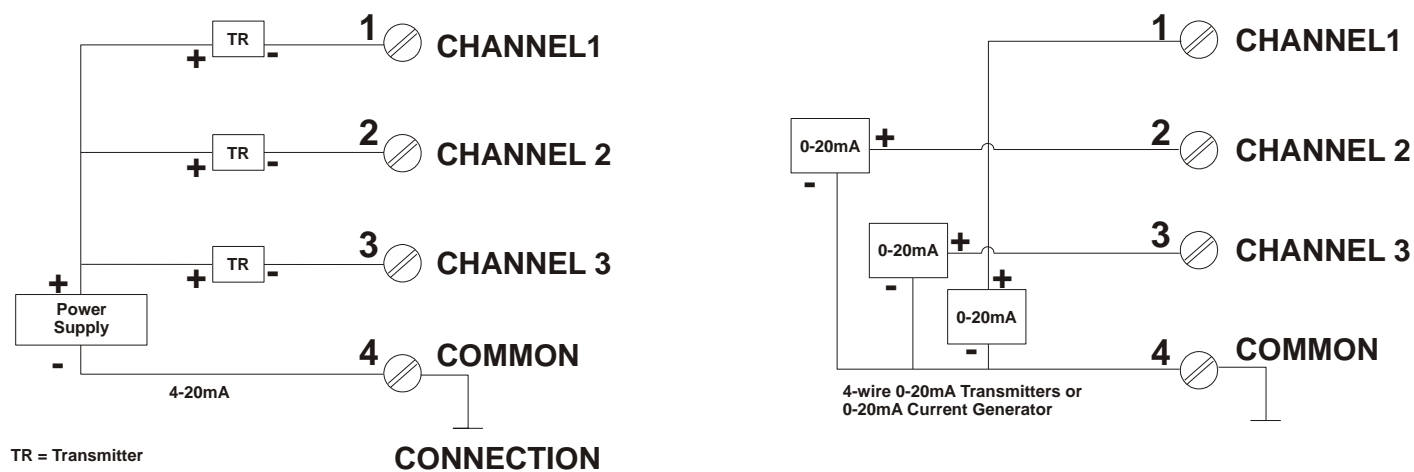 TR
+
-
1
CHANNEL1
TR
+
-
2
CHANNEL 2
TR
+
-
3
CHANNEL 3
+
Power
Supply
-
4
COMMON
4-20mA
CONNECTION
TR = Transmitter
1
CHANNEL1
0-20mA
+
-
2
CHANNEL 2
0-20mA
+
-
3
CHANNEL 3
+
0-20mA
-
4
COMMON
4-wire 0-20mA Transmitters or
0-20mA Current Generator